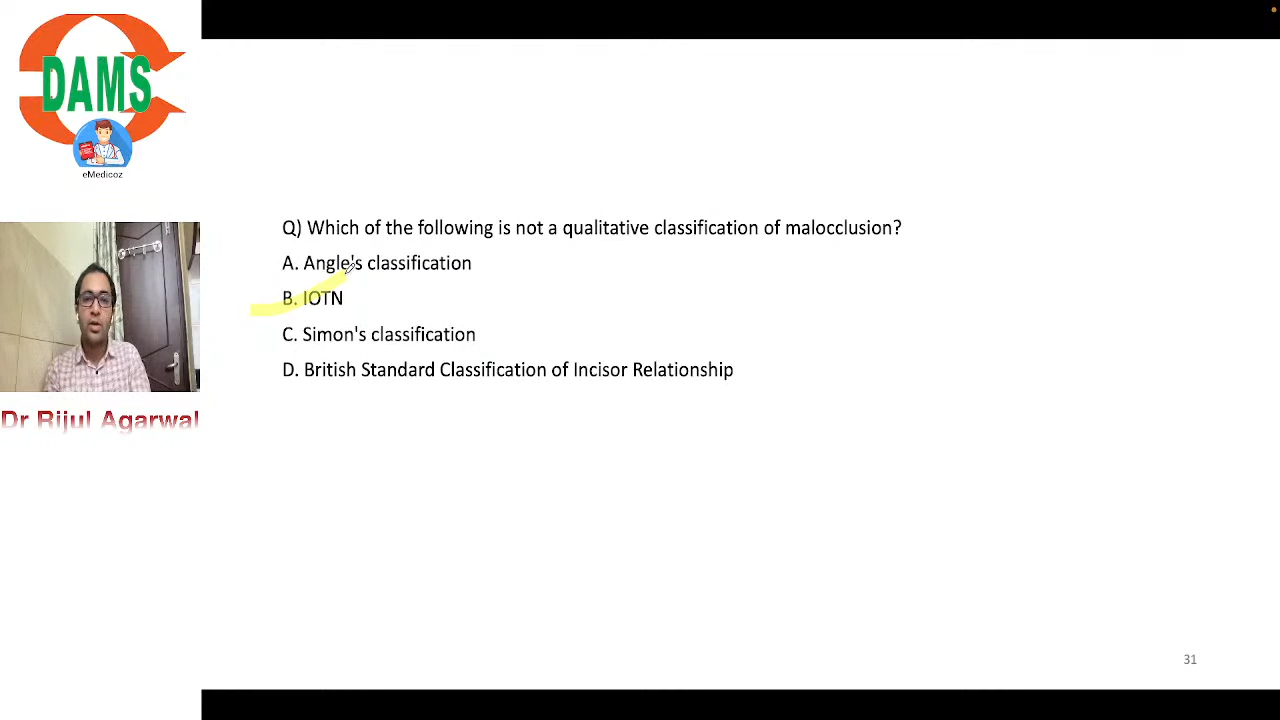 DAMS
eMedicoz
Dr Rijul Agarwal
Q) Which of the following is not a qualitative classification of malocclusion?
A. Angle's classification
B. IOTN
C. Simon's classification
D. British Standard Classification of Incisor Relationship
31